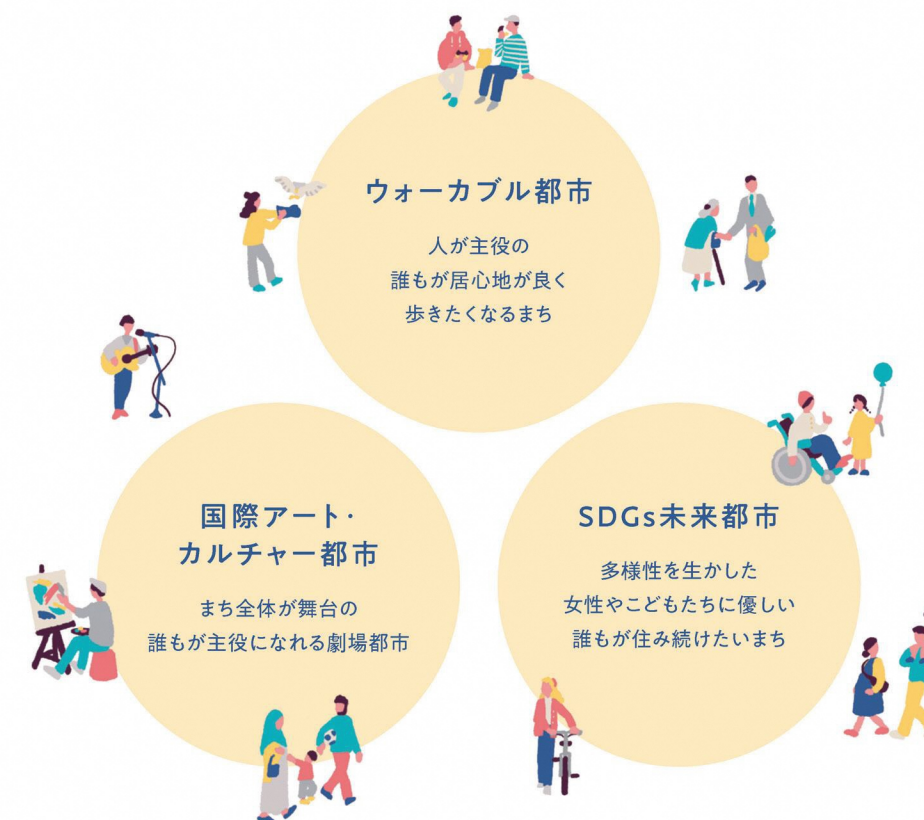 ウォーカブル都市
人が主役の
誰もが居心地が良く
歩きたくなるまち
国際アート・
カルチャー都市
まち全体が舞台の
誰もが主役になれる劇場都市
SDGs未来都市
多様性を生かした
女性やこどもたちに優しい
誰もが住み続けたいまち